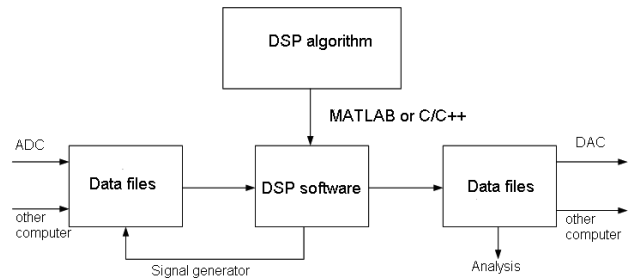 DSP algorithm
MATLAB or C/C++
ADC
Data files
DSP software
Data files
DAC
other
computer
other
computer
Signal generator
Analysis